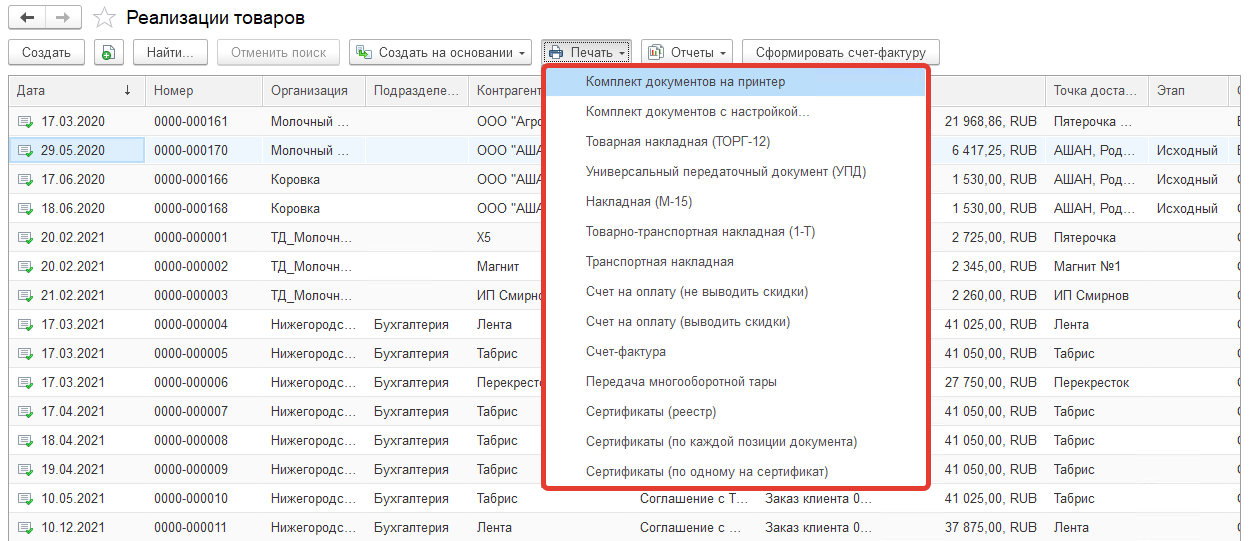 Реализации товаров
Создать Найти... Отменить поиск Создать на основании Печать Отчеты Сформировать счет-фактуру
Дата ↓ Номер Организация Подразделе... Контрагент Точка доста... Этап
17.03.2020 0000-000161 Молочный ... ООО "Агро 21 968,86, RUB Пятерочка ...
29.05.2020 0000-000170 Молочный ... ООО "АША 6 417,25, RUB АШАН, Род... Исходный
17.06.2020 0000-000166 Коровка ООО "АША 1 530,00, RUB АШАН, Род... Исходный
18.06.2020 0000-000168 Коровка ООО "АША 1 530,00, RUB АШАН, Род... Исходный
20.02.2021 0000-000001 ТД_Молочн... X5 2 725,00, RUB Пятерочка
20.02.2021 0000-000002 ТД_Молочн... Магнит 2 345,00, RUB Магнит №1
21.02.2021 0000-000003 ТД_Молочн... ИП Смирно 2 260,00, RUB ИП Смирнов
17.03.2021 0000-000004 Нижегородс... Бухгалтерия Лента 41 025,00, RUB Лента
17.03.2021 0000-000005 Нижегородс... Бухгалтерия Табрис 41 050,00, RUB Табрис
17.03.2021 0000-000006 Нижегородс... Бухгалтерия Перекресток 27 750,00, RUB Перекресток
17.04.2021 0000-000007 Нижегородс... Бухгалтерия Табрис 41 050,00, RUB Табрис
18.04.2021 0000-000008 Нижегородс... Бухгалтерия Табрис 41 050,00, RUB Табрис
19.04.2021 0000-000009 Нижегородс... Бухгалтерия Табрис 41 050,00, RUB Табрис
10.05.2021 0000-000010 Нижегородс... Бухгалтерия Табрис Соглашение с Т... Заказ клиента 0... 41 025,00, RUB Табрис
10.12.2021 0000-000011 Нижегородс... Бухгалтерия Лента Соглашение с ... Заказ клиента 0... 37 875,00, RUB Лента
Комплект документов на принтер
Комплект документов с настройкой...
Товарная накладная (ТОРГ-12)
Универсальный передаточный документ (УПД)
Накладная (М-15)
Товарно-транспортная накладная (1-Т)
Транспортная накладная
Счет на оплату (не выводить скидки)
Счет на оплату (выводить скидки)
Счет-фактура
Передача многооборотной тары
Сертификаты (реестр)
Сертификаты (по каждой позиции документа)
Сертификаты (по одному на сертификат)